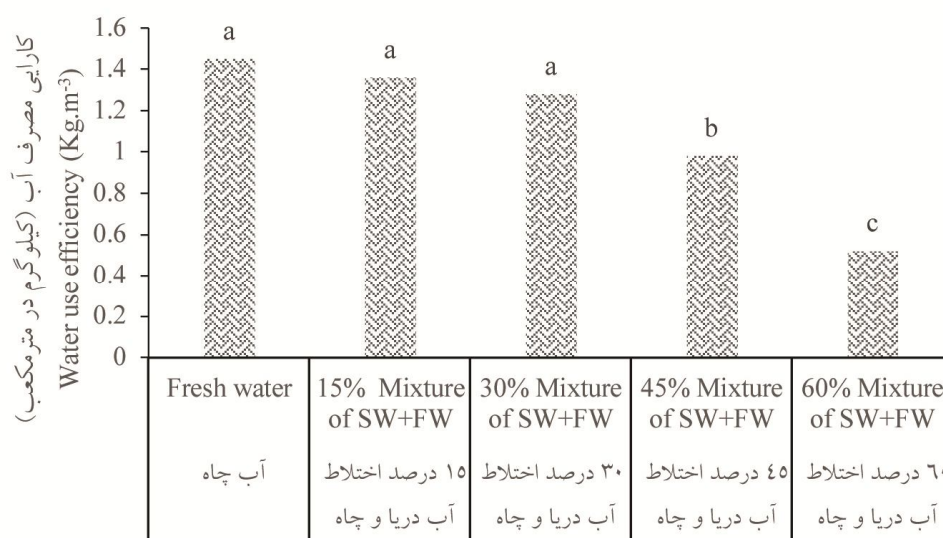 کارایی مصرف آب (کیلوگرم در مترمکعب)
Water use efficiency (Kg.m-3)
1.6
1.4
1.2
1
0.8
0.6
0.4
0.2
0
a
a
a
b
c
Fresh water
آب چاه
15% Mixture
of SW+FW
۱۵ درصد اختلاط
آب دریا و چاه
30% Mixture
of SW+FW
۳۰ درصد اختلاط
آب دریا و چاه
45% Mixture
of SW+FW
٤٥ درصد اختلاط
آب دریا و چاه
60% Mixture
of SW+FW
٦٠ درصد اختلاط
آب دریا و چاه